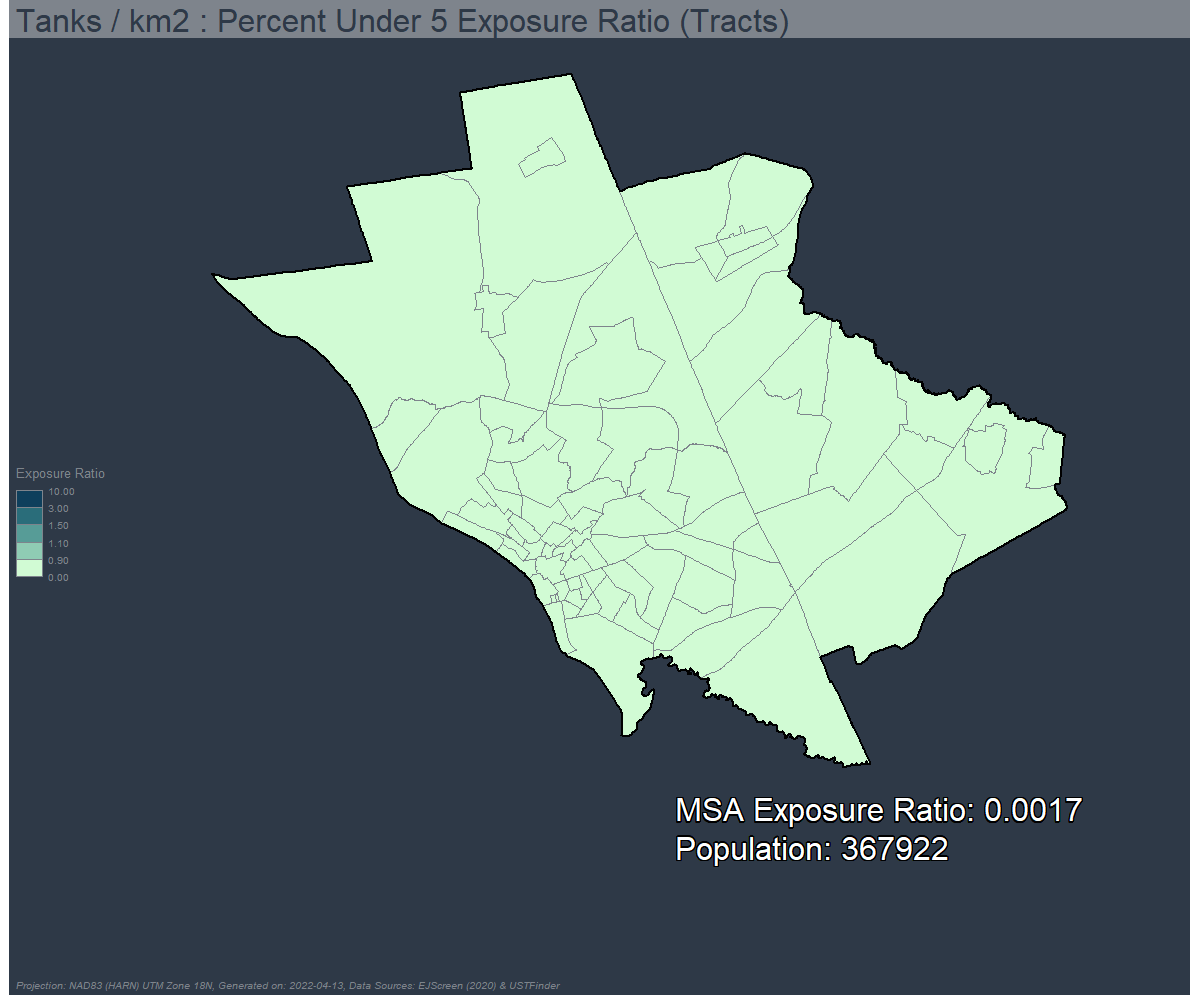 Tanks / km2 : Percent Under 5 Exposure Ratio (Tracts)
Exposure Ratio
10.00
3.00
1.50
1.10
0.90
0.00
MSA Exposure Ratio: 0.0017
Population: 367922
Projection: NAD83 (HARN) UTM Zone 18N, Generated on: 2022-04-13, Data Sources: EJScreen (2020) & USTFinder